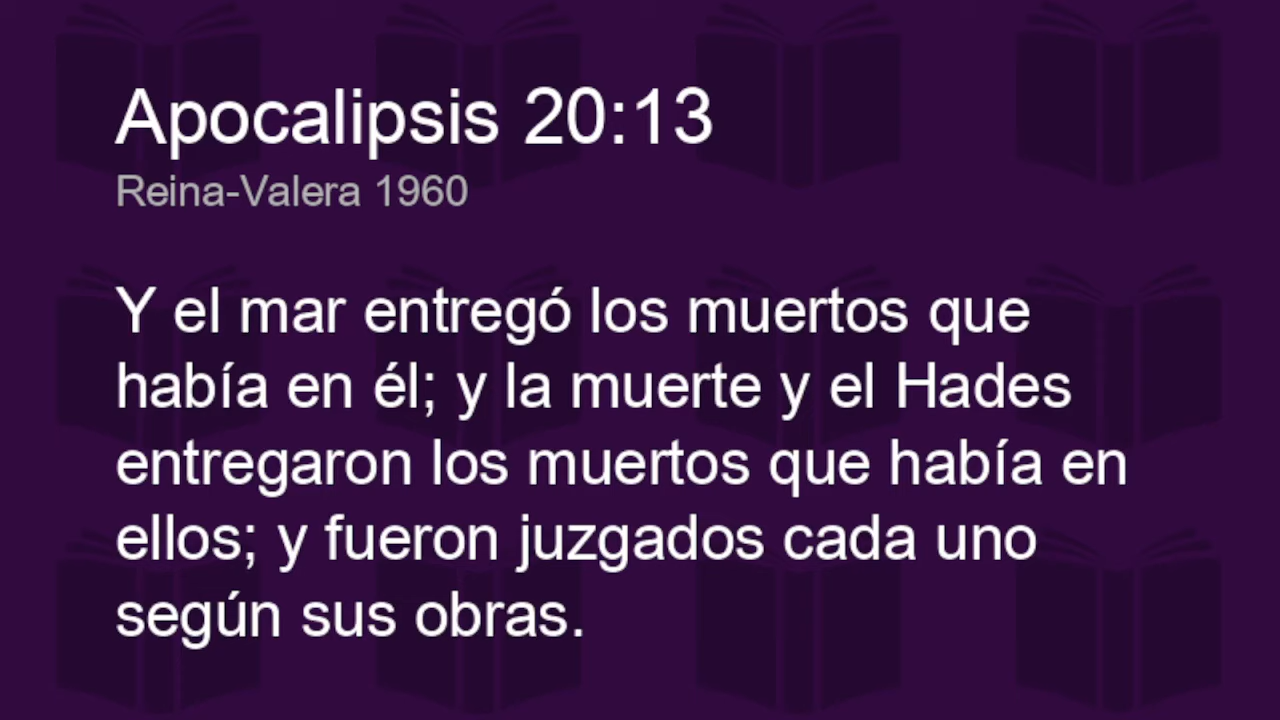 Apocalipsis 20:13
Reina-Valera 1960
Y el mar entregó los muertos que
había en él; y la muerte y el Hades
entregaron los muertos que había en
ellos; y fueron juzgados cada uno
según sus obras.